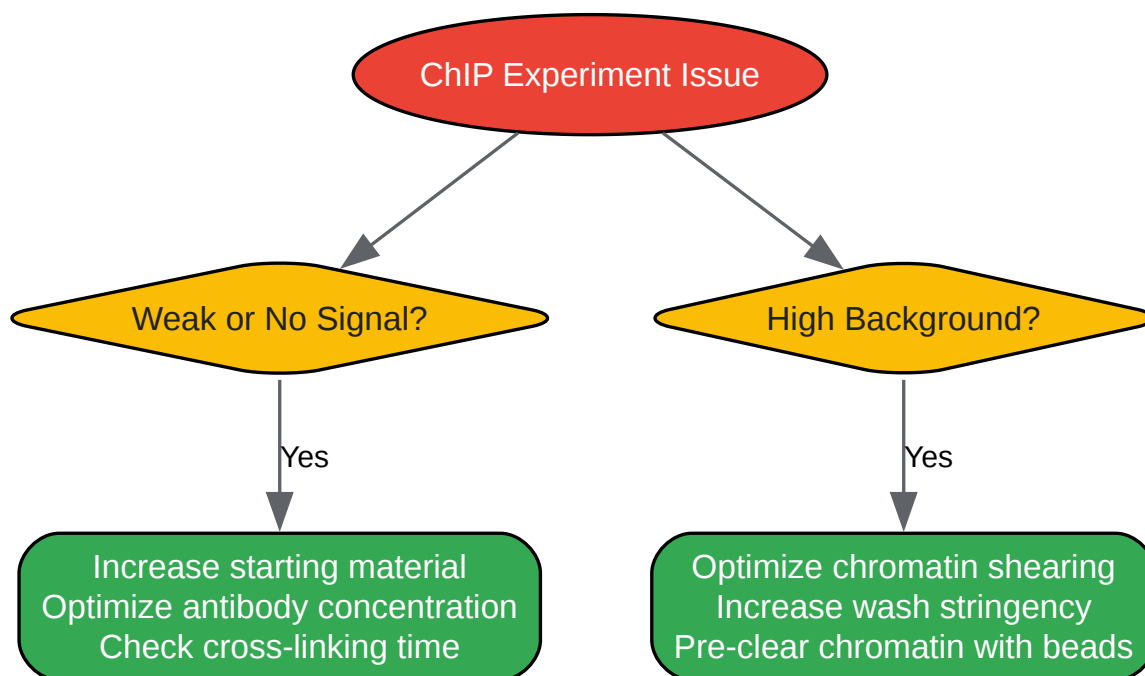 ChIP Experiment Issue
Weak or No Signal?
High Background?
Yes
Yes
Increase starting material
Optimize antibody concentration
Check cross-linking time
Optimize chromatin shearing
Increase wash stringency
Pre-clear chromatin with beads